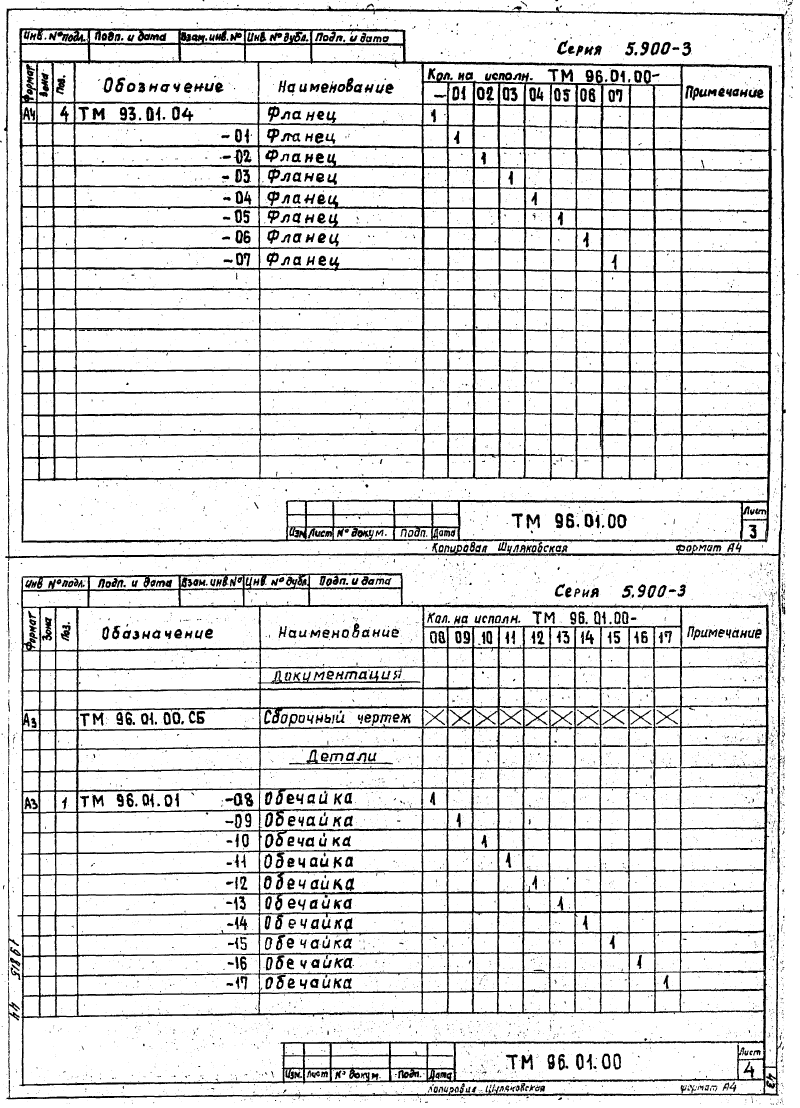 Инв. № подл. Подп. и дата Взам. инв. № Инв № дубл. Подп. и дата
Серия 5.900-3
Формат Зона Поз. Обозначение Наименование Кол. на исполн. ТМ 96.01.00- Примечание
— 01 02 03 04 05 06 07
А4 4 ТМ 93.01.04 Фланец 1
-01 Фланец 1
-02 Фланец 1
-03 Фланец 1
-04 Фланец 1
-05 Фланец 1
-06 Фланец 1
-07 Фланец 1
ТМ 96.01.00
Лист
3
Изм Лист № докум. Подп. Дата
Копировал Шуляковская формат А4
Инв № подл. Подп. и дата Взам. инв № Инв. № дубл. Подп. и дата
Серия 5.900-3
Формат Зона Поз. Обозначение Наименование Кол. на исполн. ТМ 96.01.00- Примечание
08 09 10 11 12 13 14 15 16 17
Документация
А3 ТМ 96.01.00.СБ Сборочный чертеж
Детали
А3 1 ТМ 96.01.01 -08 Обечайка 1
-09 Обечайка 1
-10 Обечайка 1
-11 Обечайка 1
-12 Обечайка 1
-13 Обечайка 1
-14 Обечайка 1
-15 Обечайка 1
-16 Обечайка 1
-17 Обечайка 1
ТМ 96.01.00
Лист
4
Изм. Лист № докум. Подп. Дата
Копировал Шуляковская формат А4
43